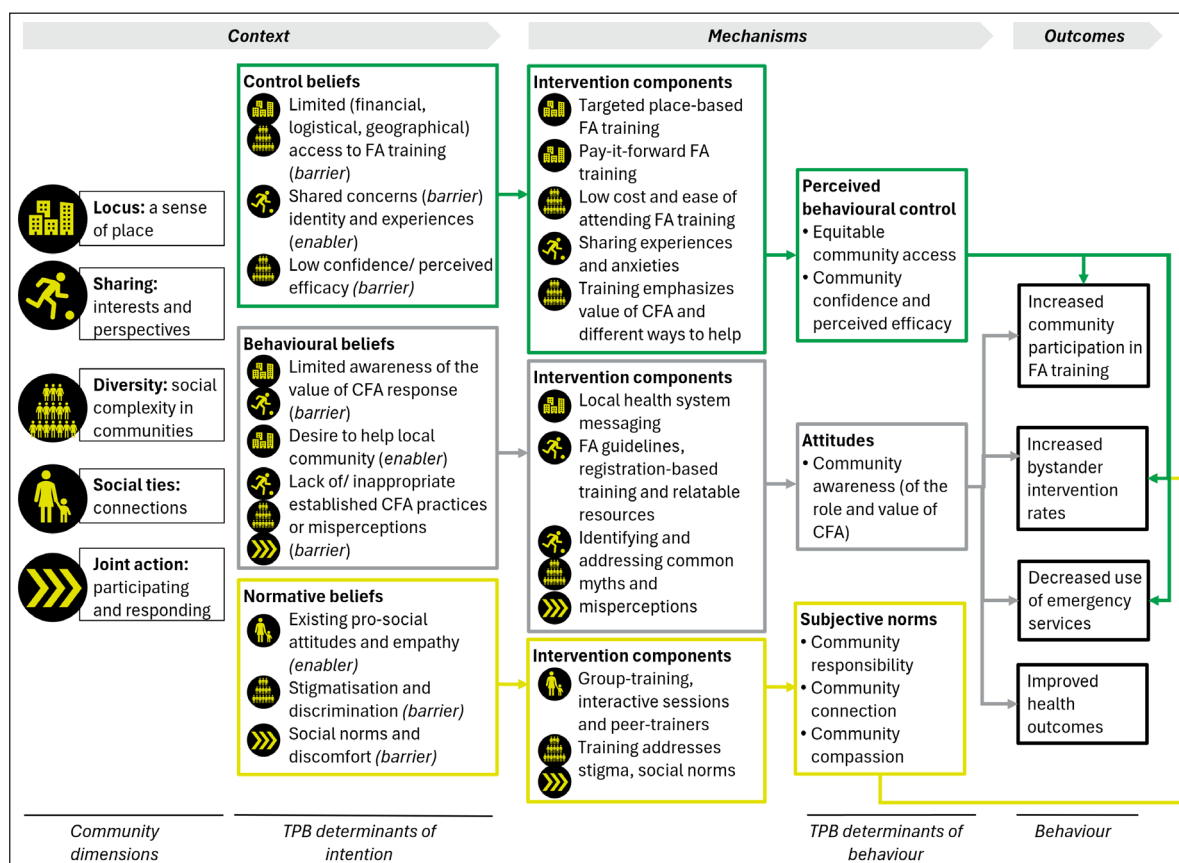 Context
Mechanisms
Outcomes
Locus: a sense
of place
Sharing:
interests and
perspectives
Diversity: social
complexity in
communities
Social ties:
connections
Joint action:
participating
and responding
Control beliefs
Limited (financial,
logistical, geographical)
access to FA training
(barrier)
Shared concerns (barrier)
identity and experiences
(enabler)
Low confidence/ perceived
efficacy (barrier)
Behavioural beliefs
Limited awareness of the
value of CFA response
(barrier)
Desire to help local
community (enabler)
Lack of/ inappropriate
established CFA practices
or misperceptions
(barrier)
Normative beliefs
Existing pro-social
attitudes and empathy
(enabler)
Stigmatisation and
discrimination (barrier)
Social norms and
discomfort (barrier)
Intervention components
Targeted place-based
FA training
Pay-it-forward FA
training
Low cost and ease of
attending FA training
Sharing experiences
and anxieties
Training emphasizes
value of CFA and
different ways to help
Intervention components
Local health system
messaging
FA guidelines,
registration-based
training and relatable
resources
Identifying and
addressing common
myths and
misperceptions
Intervention components
Group-training,
interactive sessions
and peer-trainers
Training addresses
stigma, social norms
Perceived
behavioural control
• Equitable
community access
• Community
confidence and
perceived efficacy
Attitudes
• Community
awareness (of the
role and value of
CFA)
Subjective norms
• Community
responsibility
• Community
connection
• Community
compassion
Increased
community
participation in
FA training
Increased
bystander
intervention
rates
Decreased use
of emergency
services
Improved
health
outcomes
Community
dimensions
TPB determinants of
intention
TPB determinants of
behaviour
Behaviour